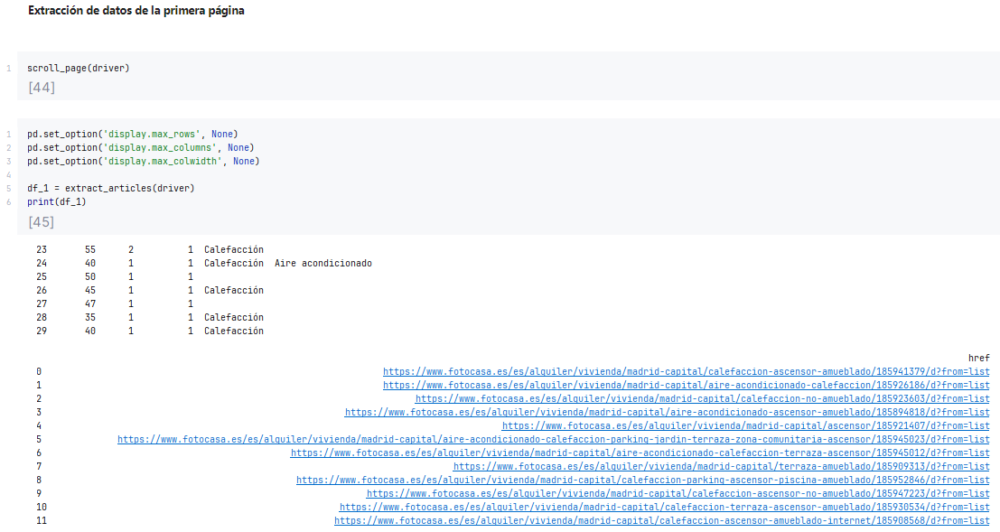 Extracción de datos de la primera página
1 scroll_page(driver)
[44]
1 pd.set_option('display.max_rows', None)
2 pd.set_option('display.max_columns', None)
3 pd.set_option('display.max_colwidth', None)
4
5 df_1 = extract_articles(driver)
6 print(df_1)
[45]
23 55 2 1 Calefacción
24 40 1 1 Calefacción Aire acondicionado
25 50 1 1
26 45 1 1 Calefacción
27 47 1 1
28 35 1 1 Calefacción
29 40 1 1 Calefacción
href
0 https://www.fotocasa.es/es/alquiler/vivienda/madrid-capital/calefaccion-ascensor-amueblado/185941379/d?from=list
1 https://www.fotocasa.es/es/alquiler/vivienda/madrid-capital/aire-acondicionado-calefaccion/185926186/d?from=list
2 https://www.fotocasa.es/es/alquiler/vivienda/madrid-capital/calefaccion-no-amueblado/185923603/d?from=list
3 https://www.fotocasa.es/es/alquiler/vivienda/madrid-capital/aire-acondicionado-ascensor-amueblado/185894818/d?from=list
4 https://www.fotocasa.es/es/alquiler/vivienda/madrid-capital/ascensor/185921407/d?from=list
5 https://www.fotocasa.es/es/alquiler/vivienda/madrid-capital/aire-acondicionado-calefaccion-parking-jardin-terraza-zona-comunitaria-ascensor/185945023/d?from=list
6 https://www.fotocasa.es/es/alquiler/vivienda/madrid-capital/aire-acondicionado-calefaccion-terraza-ascensor/185945012/d?from=list
7 https://www.fotocasa.es/es/alquiler/vivienda/madrid-capital/terraza-amueblado/185909313/d?from=list
8 https://www.fotocasa.es/es/alquiler/vivienda/madrid-capital/calefaccion-parking-ascensor-piscina-amueblado/185952846/d?from=list
9 https://www.fotocasa.es/es/alquiler/vivienda/madrid-capital/calefaccion-ascensor-no-amueblado/185947223/d?from=list
10 https://www.fotocasa.es/es/alquiler/vivienda/madrid-capital/calefaccion-terraza-ascensor-amueblado/185930534/d?from=list
11 https://www.fotocasa.es/es/alquiler/vivienda/madrid-capital/calefaccion-ascensor-amueblado-internet/185908568/d?from=list